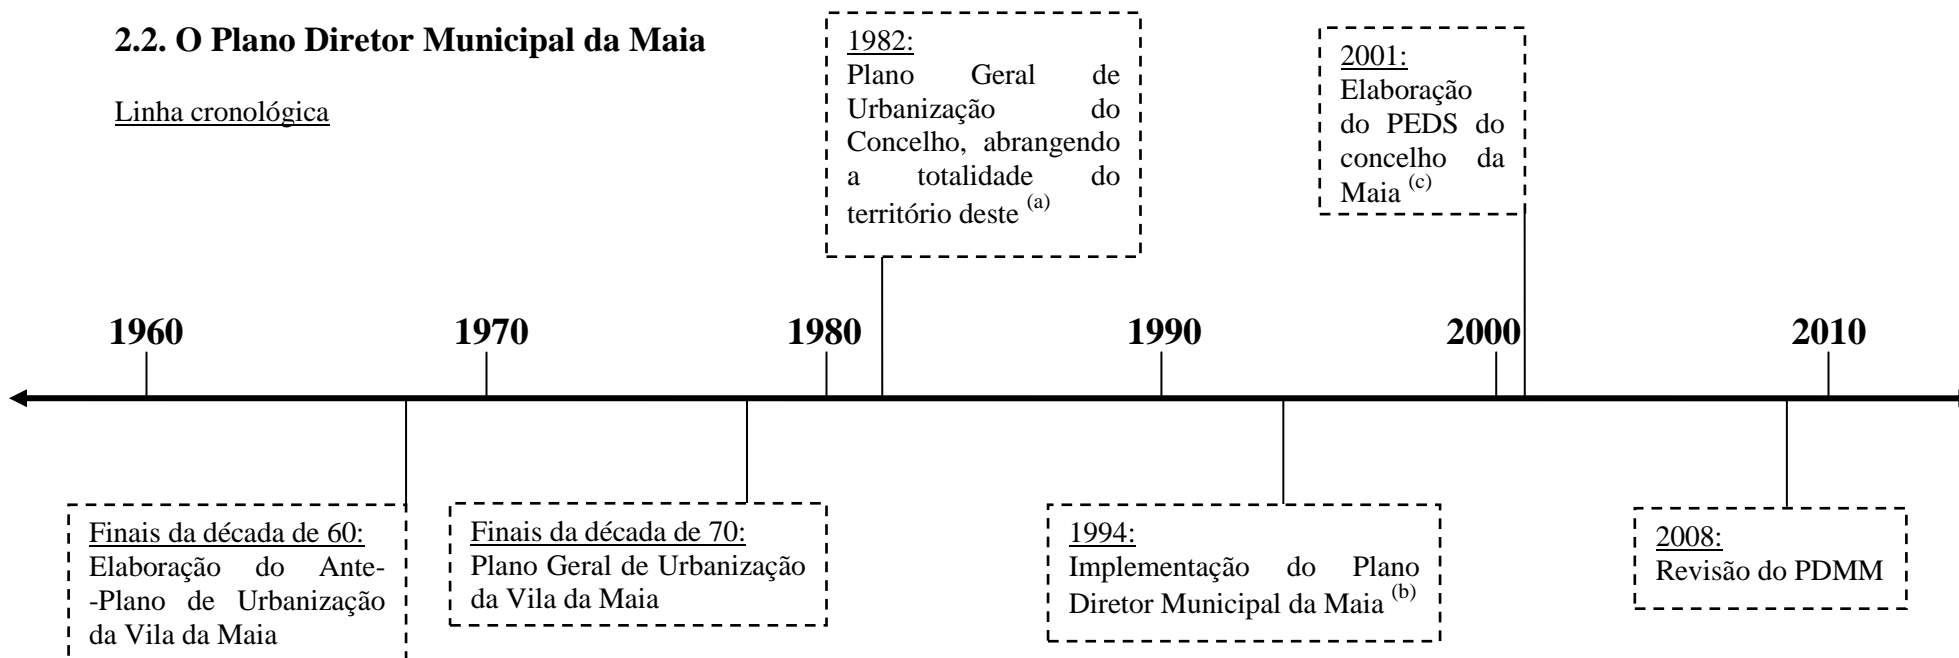 2.2. O Plano Diretor Municipal da Maia
Linha cronológica
1982:
Plano Geral de
Urbanização do
Concelho, abrangendo
a totalidade do
território deste (a)
2001:
Elaboração
do PEDS do
concelho da
Maia (c)
1960 1970 1980 1990 2000 2010
Finais da década de 60:
Elaboração do Ante-
-Plano de Urbanização
da Vila da Maia
Finais da década de 70:
Plano Geral de Urbanização
da Vila da Maia
1994:
Implementação do Plano
Diretor Municipal da Maia (b)
2008:
Revisão do PDMM